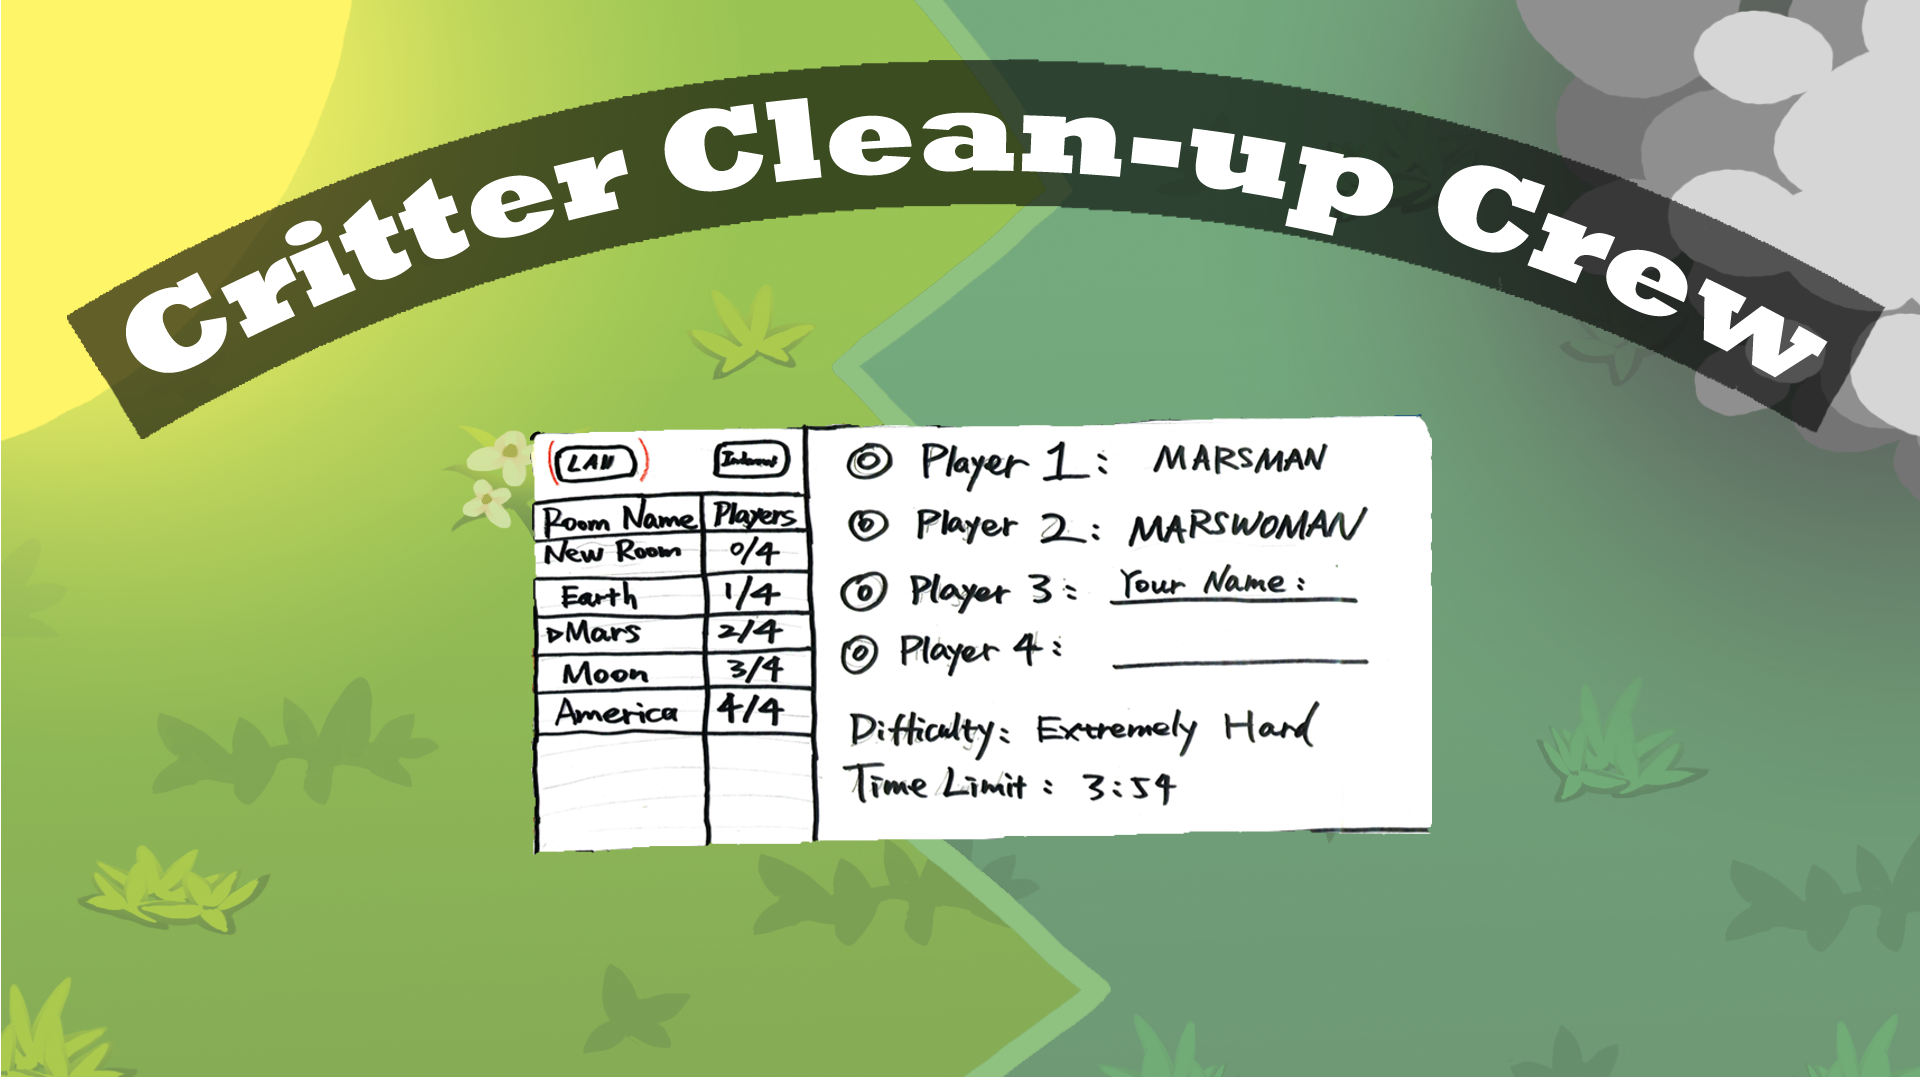 Critter Clean-up Crew
LAN Internet
Room Name Players
New Room 0/4
Earth 1/4
▷Mars 2/4
Moon 3/4
America 4/4
Player 1: MARSMAN
Player 2: MARSWOMAN
Player 3: Your Name:
Player 4:
Difficulty: Extremely Hard
Time Limit: 3:54